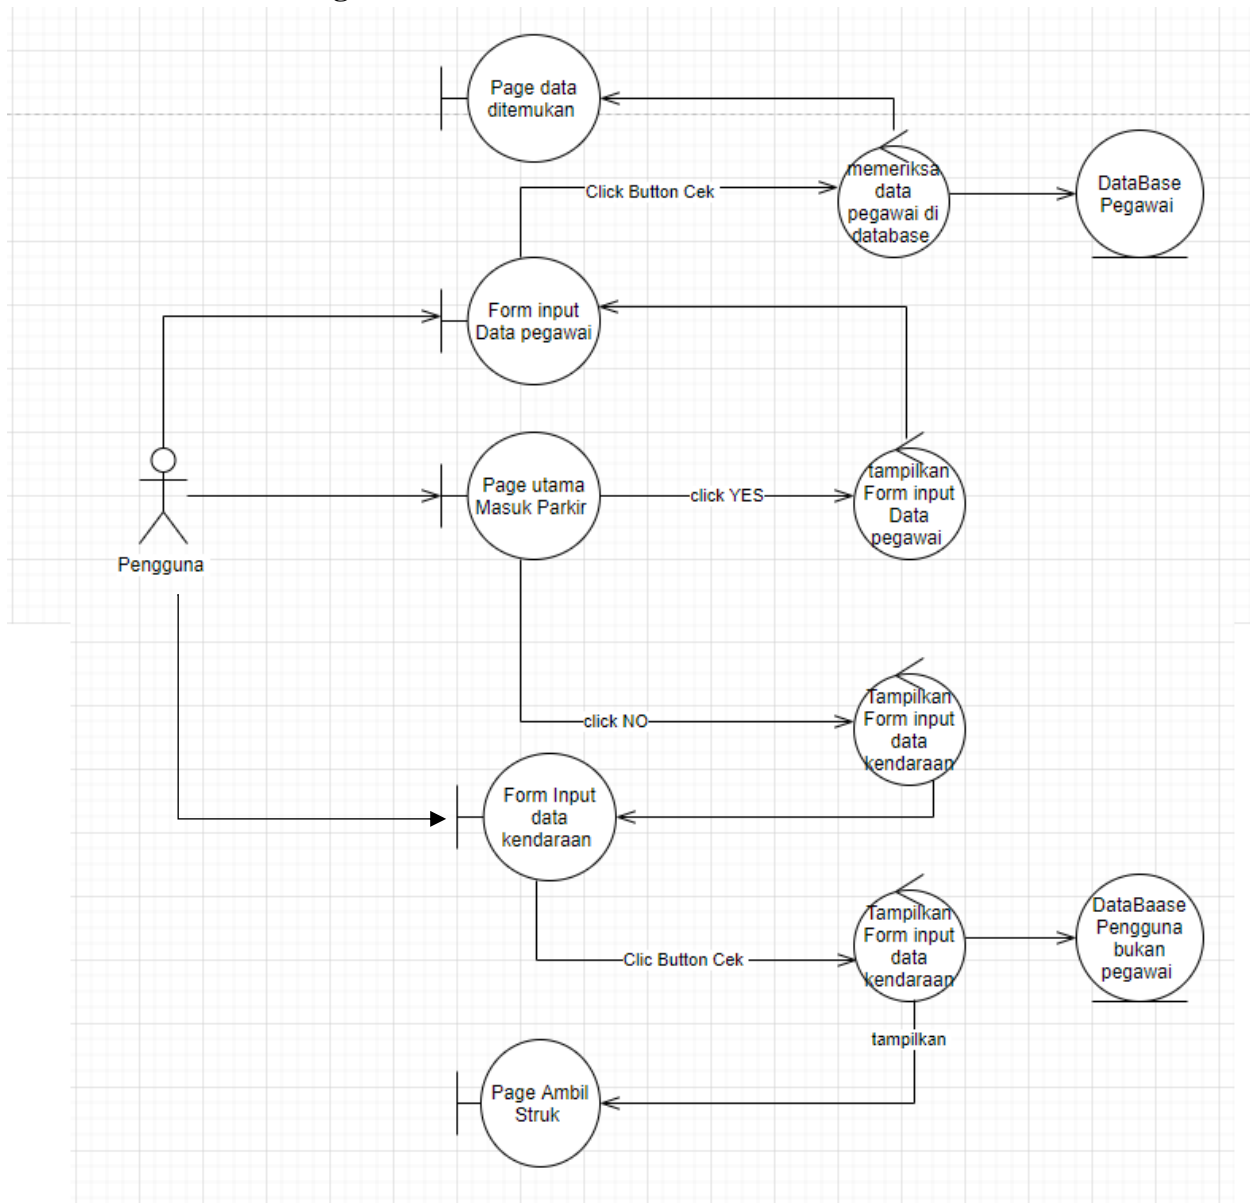 Page data
ditemukan
memeriksa
data
pegawai di
database
DataBase
Pegawai
Click Button Cek
Form input
Data pegawai
Page utama
Masuk Parkir
click YES
tampilkan
Form input
Data
pegawai
Pengguna
click NO
Tampilkan
Form input
data
kendaraan
Form Input
data
kendaraan
Clic Button Cek
Tampilkan
Form input
data
kendaraan
DataBaase
Pengguna
bukan
pegawai
tampilkan
Page Ambil
Struk